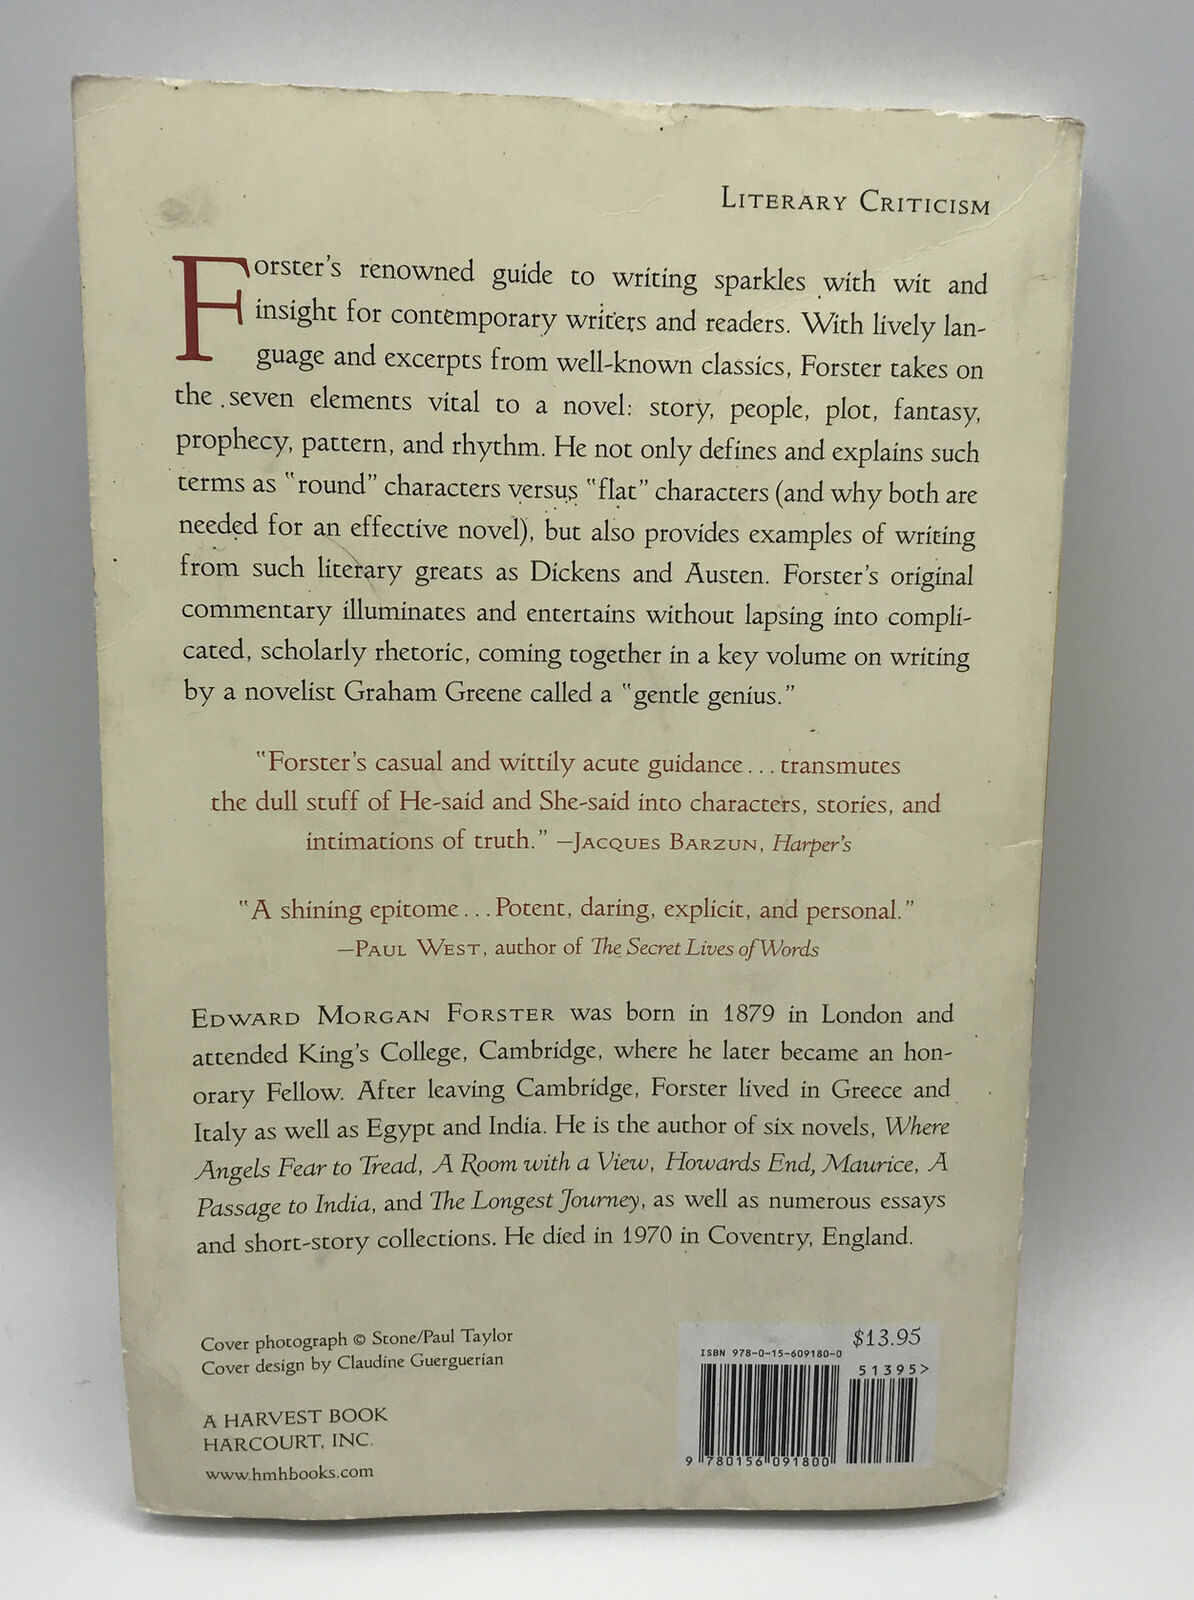 LITERARY CRITICISM
Forster's renowned guide to writing sparkles with wit and
insight for contemporary writers and readers. With lively lan-
guage and excerpts from well-known classics, Forster takes on
the seven elements vital to a novel: story, people, plot, fantasy,
prophecy, pattern, and rhythm. He not only defines and explains such
terms as "round" characters versus "flat" characters (and why both are
needed for an effective novel), but also provides examples of writing
from such literary greats as Dickens and Austen. Forster's original
commentary illuminates and entertains without lapsing into compli-
cated, scholarly rhetoric, coming together in a key volume on writing
by a novelist Graham Greene called a "gentle genius."
"Forster's casual and wittily acute guidance... transmutes
the dull stuff of He-said and She-said into characters, stories, and
intimations of truth." —JACQUES BARZUN, Harper's
"A shining epitome... Potent, daring, explicit, and personal."
—PAUL WEST, author of The Secret Lives of Words
EDWARD MORGAN FORSTER was born in 1879 in London and
attended King's College, Cambridge, where he later became an hon-
orary Fellow. After leaving Cambridge, Forster lived in Greece and
Italy as well as Egypt and India. He is the author of six novels, Where
Angels Fear to Tread, A Room with a View, Howards End, Maurice, A
Passage to India, and The Longest Journey, as well as numerous essays
and short-story collections. He died in 1970 in Coventry, England.
Cover photograph © Stone/Paul Taylor
Cover design by Claudine Guerguerian
A HARVEST BOOK
HARCOURT, INC.
www.hmhbooks.com
$13.95
ISBN 978-0-15-609180-0
51395>
9 780156 091800